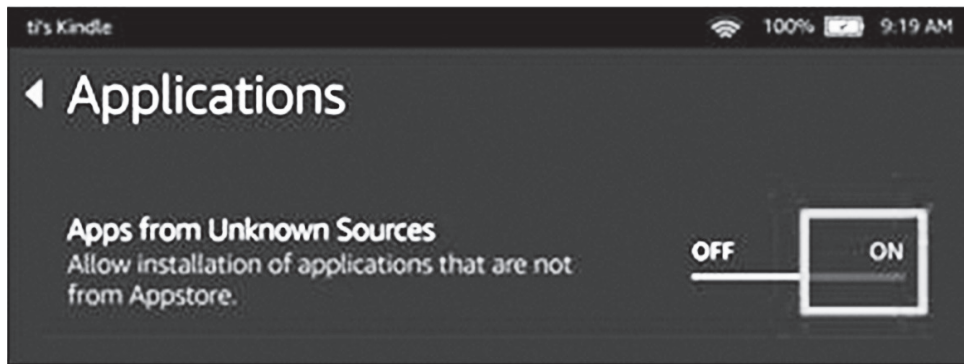 ti's Kindle 100% 9:19 AM
Applications
Apps from Unknown Sources
Allow installation of applications that are not
from Appstore.
OFF ON